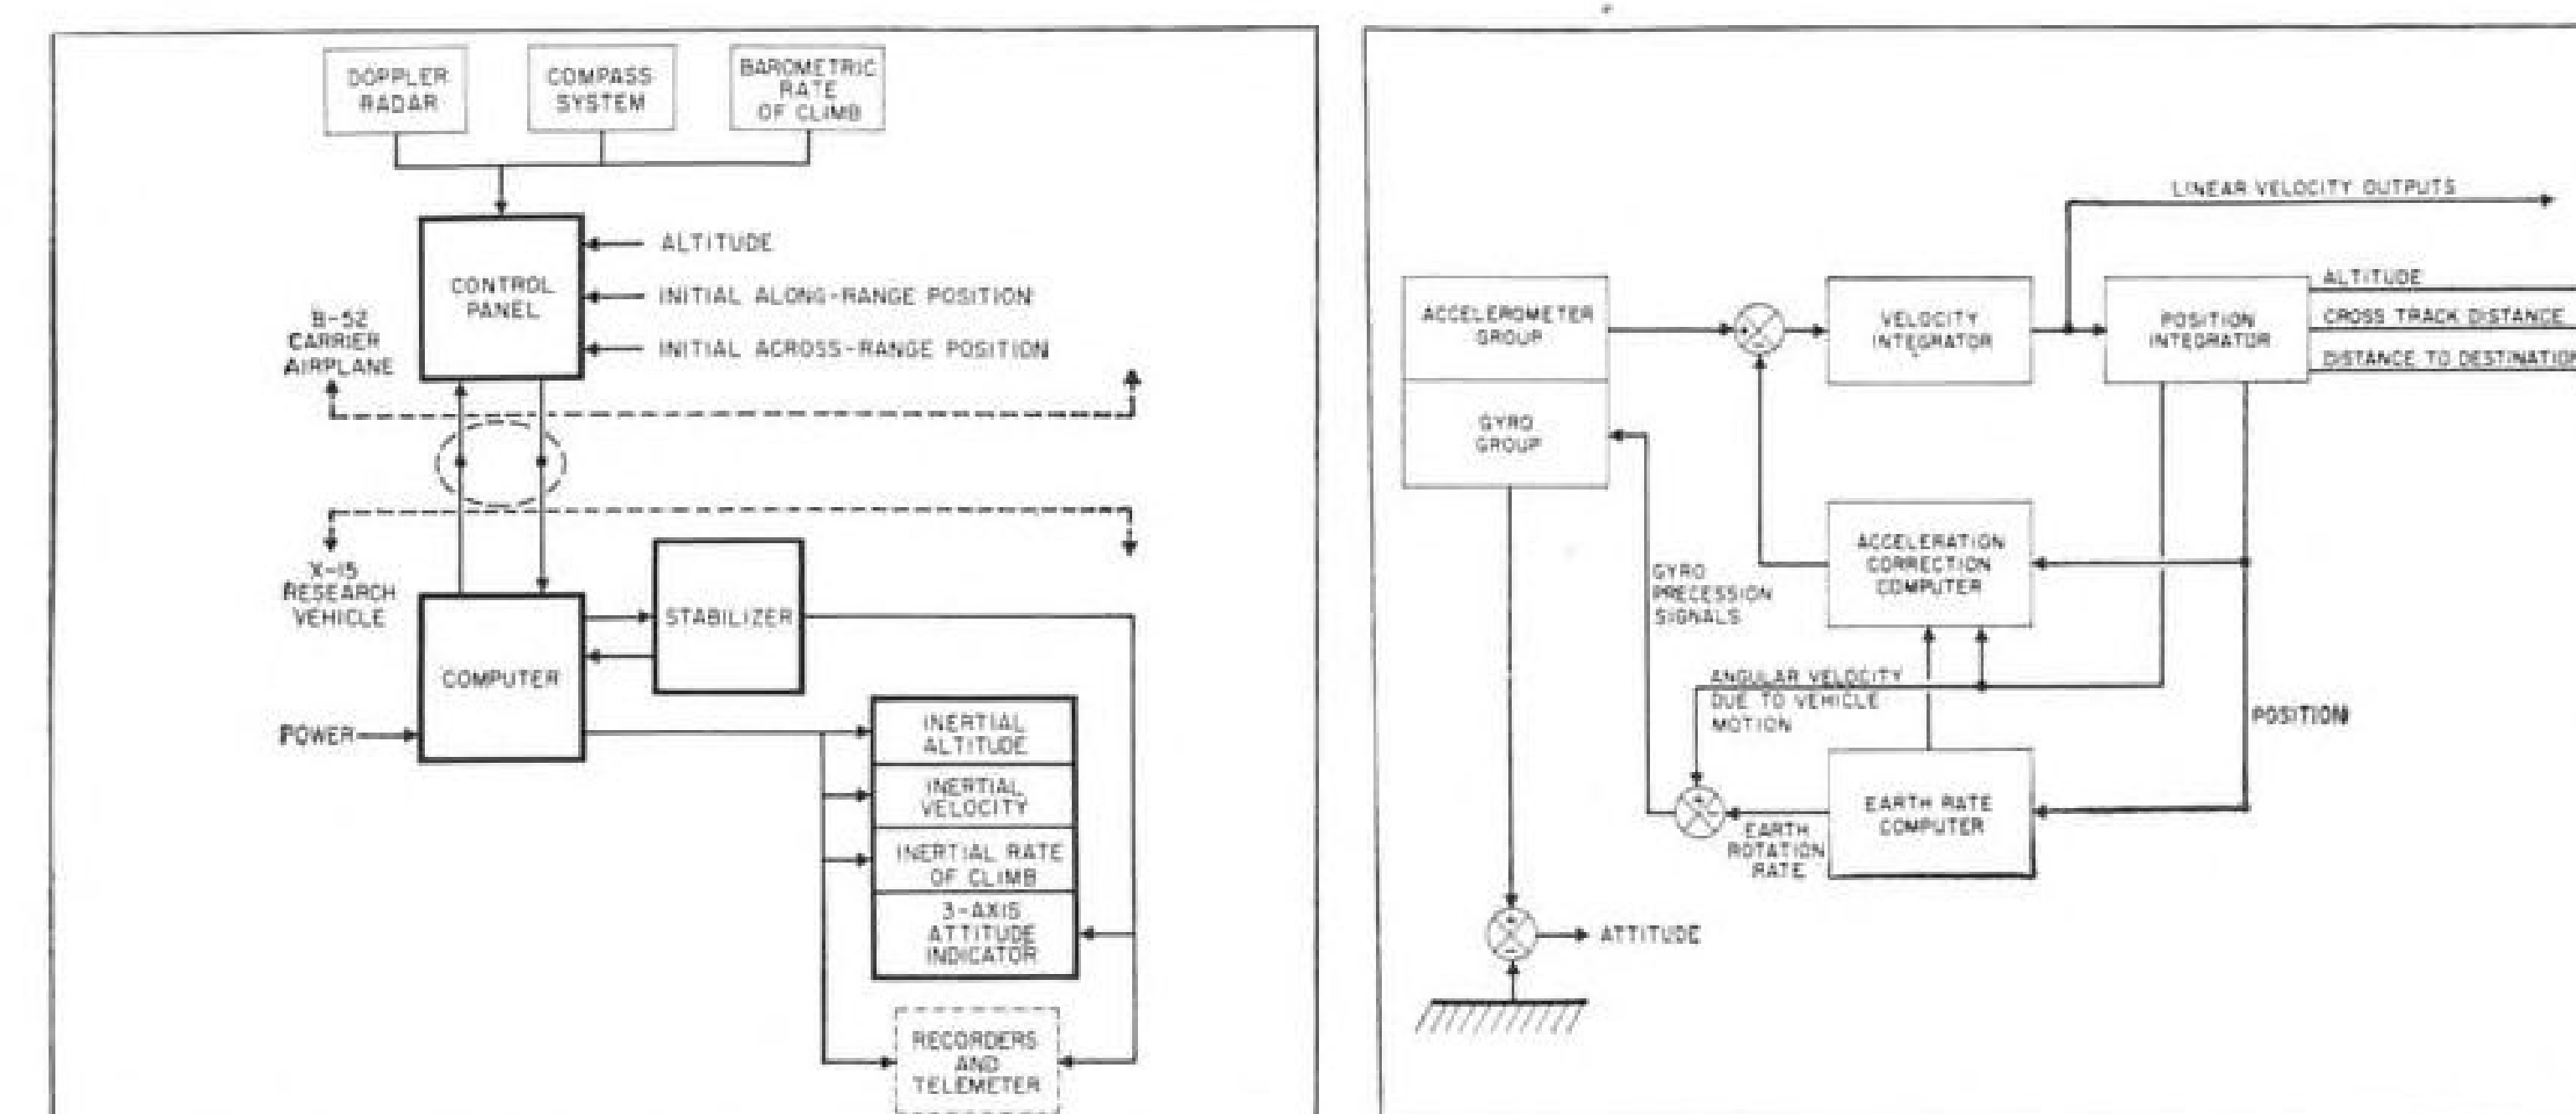 DOPPLER
RADAR
COMPASS
SYSTEM
BAROMETRIC
RATE
OF CLIMB
CONTROL
PANEL
ALTITUDE
INITIAL ALONG-RANGE POSITION
INITIAL ACROSS-RANGE POSITION
B-52
CARRIER
AIRPLANE
X-15
RESEARCH
VEHICLE
STABILIZER
COMPUTER
POWER
INERTIAL
ALTITUDE
INERTIAL
VELOCITY
INERTIAL RATE
OF CLIMB
3-AXIS
ATTITUDE
INDICATOR
RECORDERS
AND
TELEMETER
LINEAR VELOCITY OUTPUTS
ACCELEROMETER
GROUP
GYRO
GROUP
VELOCITY
INTEGRATOR
POSITION
INTEGRATOR
ALTITUDE
CROSS TRACK DISTANCE
DISTANCE TO DESTINATION
ACCELERATION
CORRECTION
COMPUTER
GYRO
PRECESSION
SIGNALS
ANGULAR VELOCITY
DUE TO VEHICLE
MOTION
POSITION
EARTH RATE
COMPUTER
EARTH
ROTATION
RATE
ATTITUDE